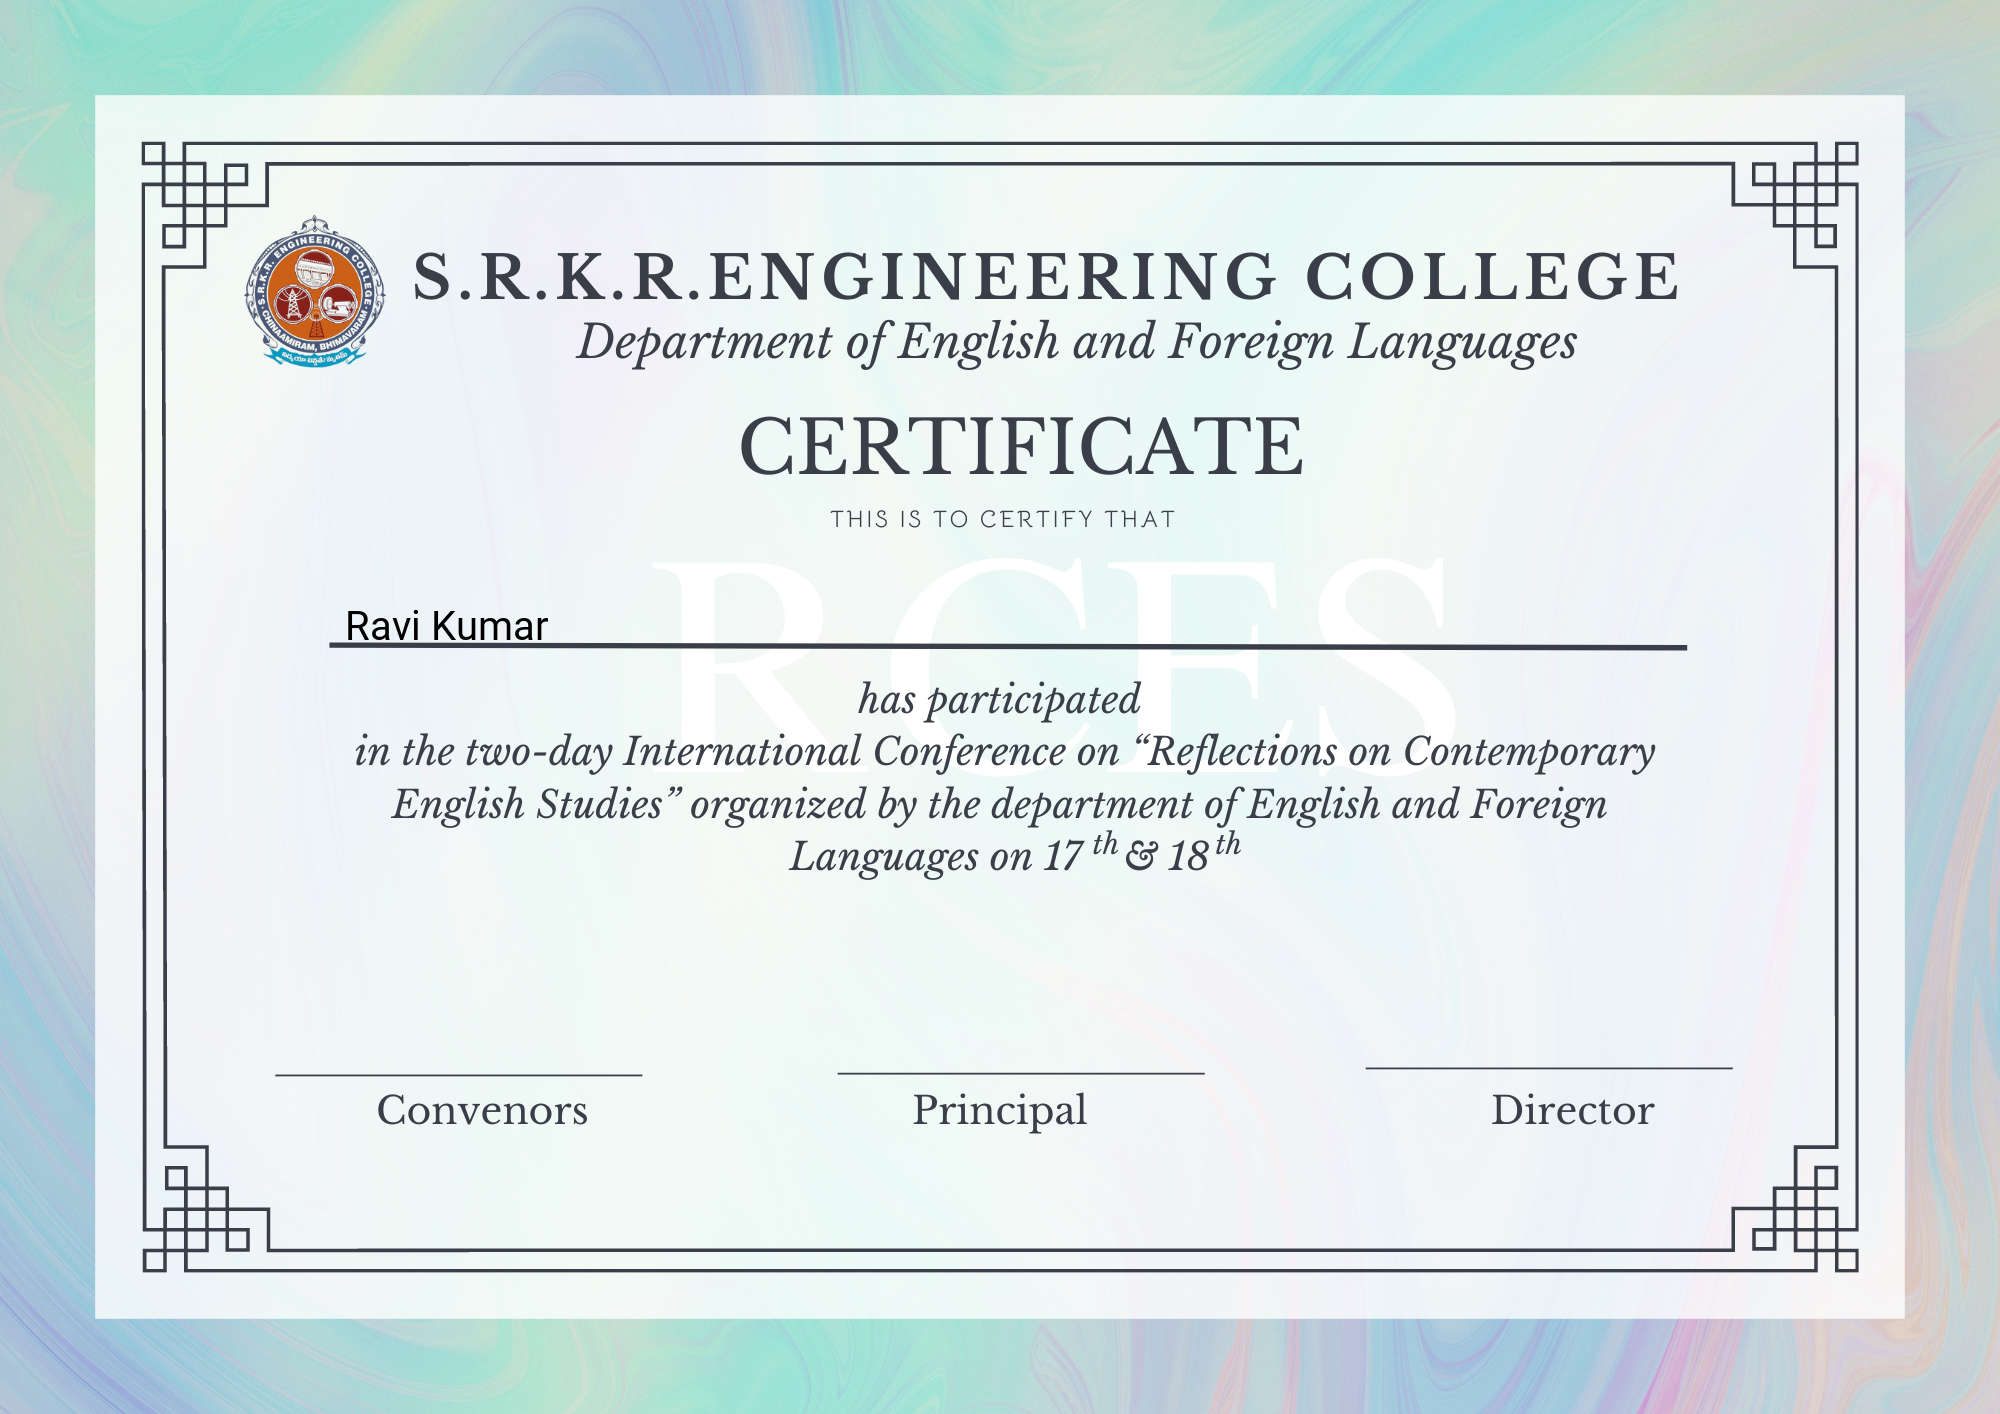 S.R.K.R. ENGINEERING COLLEGE
CHINAAMIRAM, BHIMAVARAM
S.R.K.R.ENGINEERING COLLEGE
Department of English and Foreign Languages
CERTIFICATE
THIS IS TO CERTIFY THAT
RCES
Ravi Kumar
has participated
in the two-day International Conference on “Reflections on Contemporary
English Studies” organized by the department of English and Foreign
Languages on 17 th & 18 th
Convenors
Principal
Director